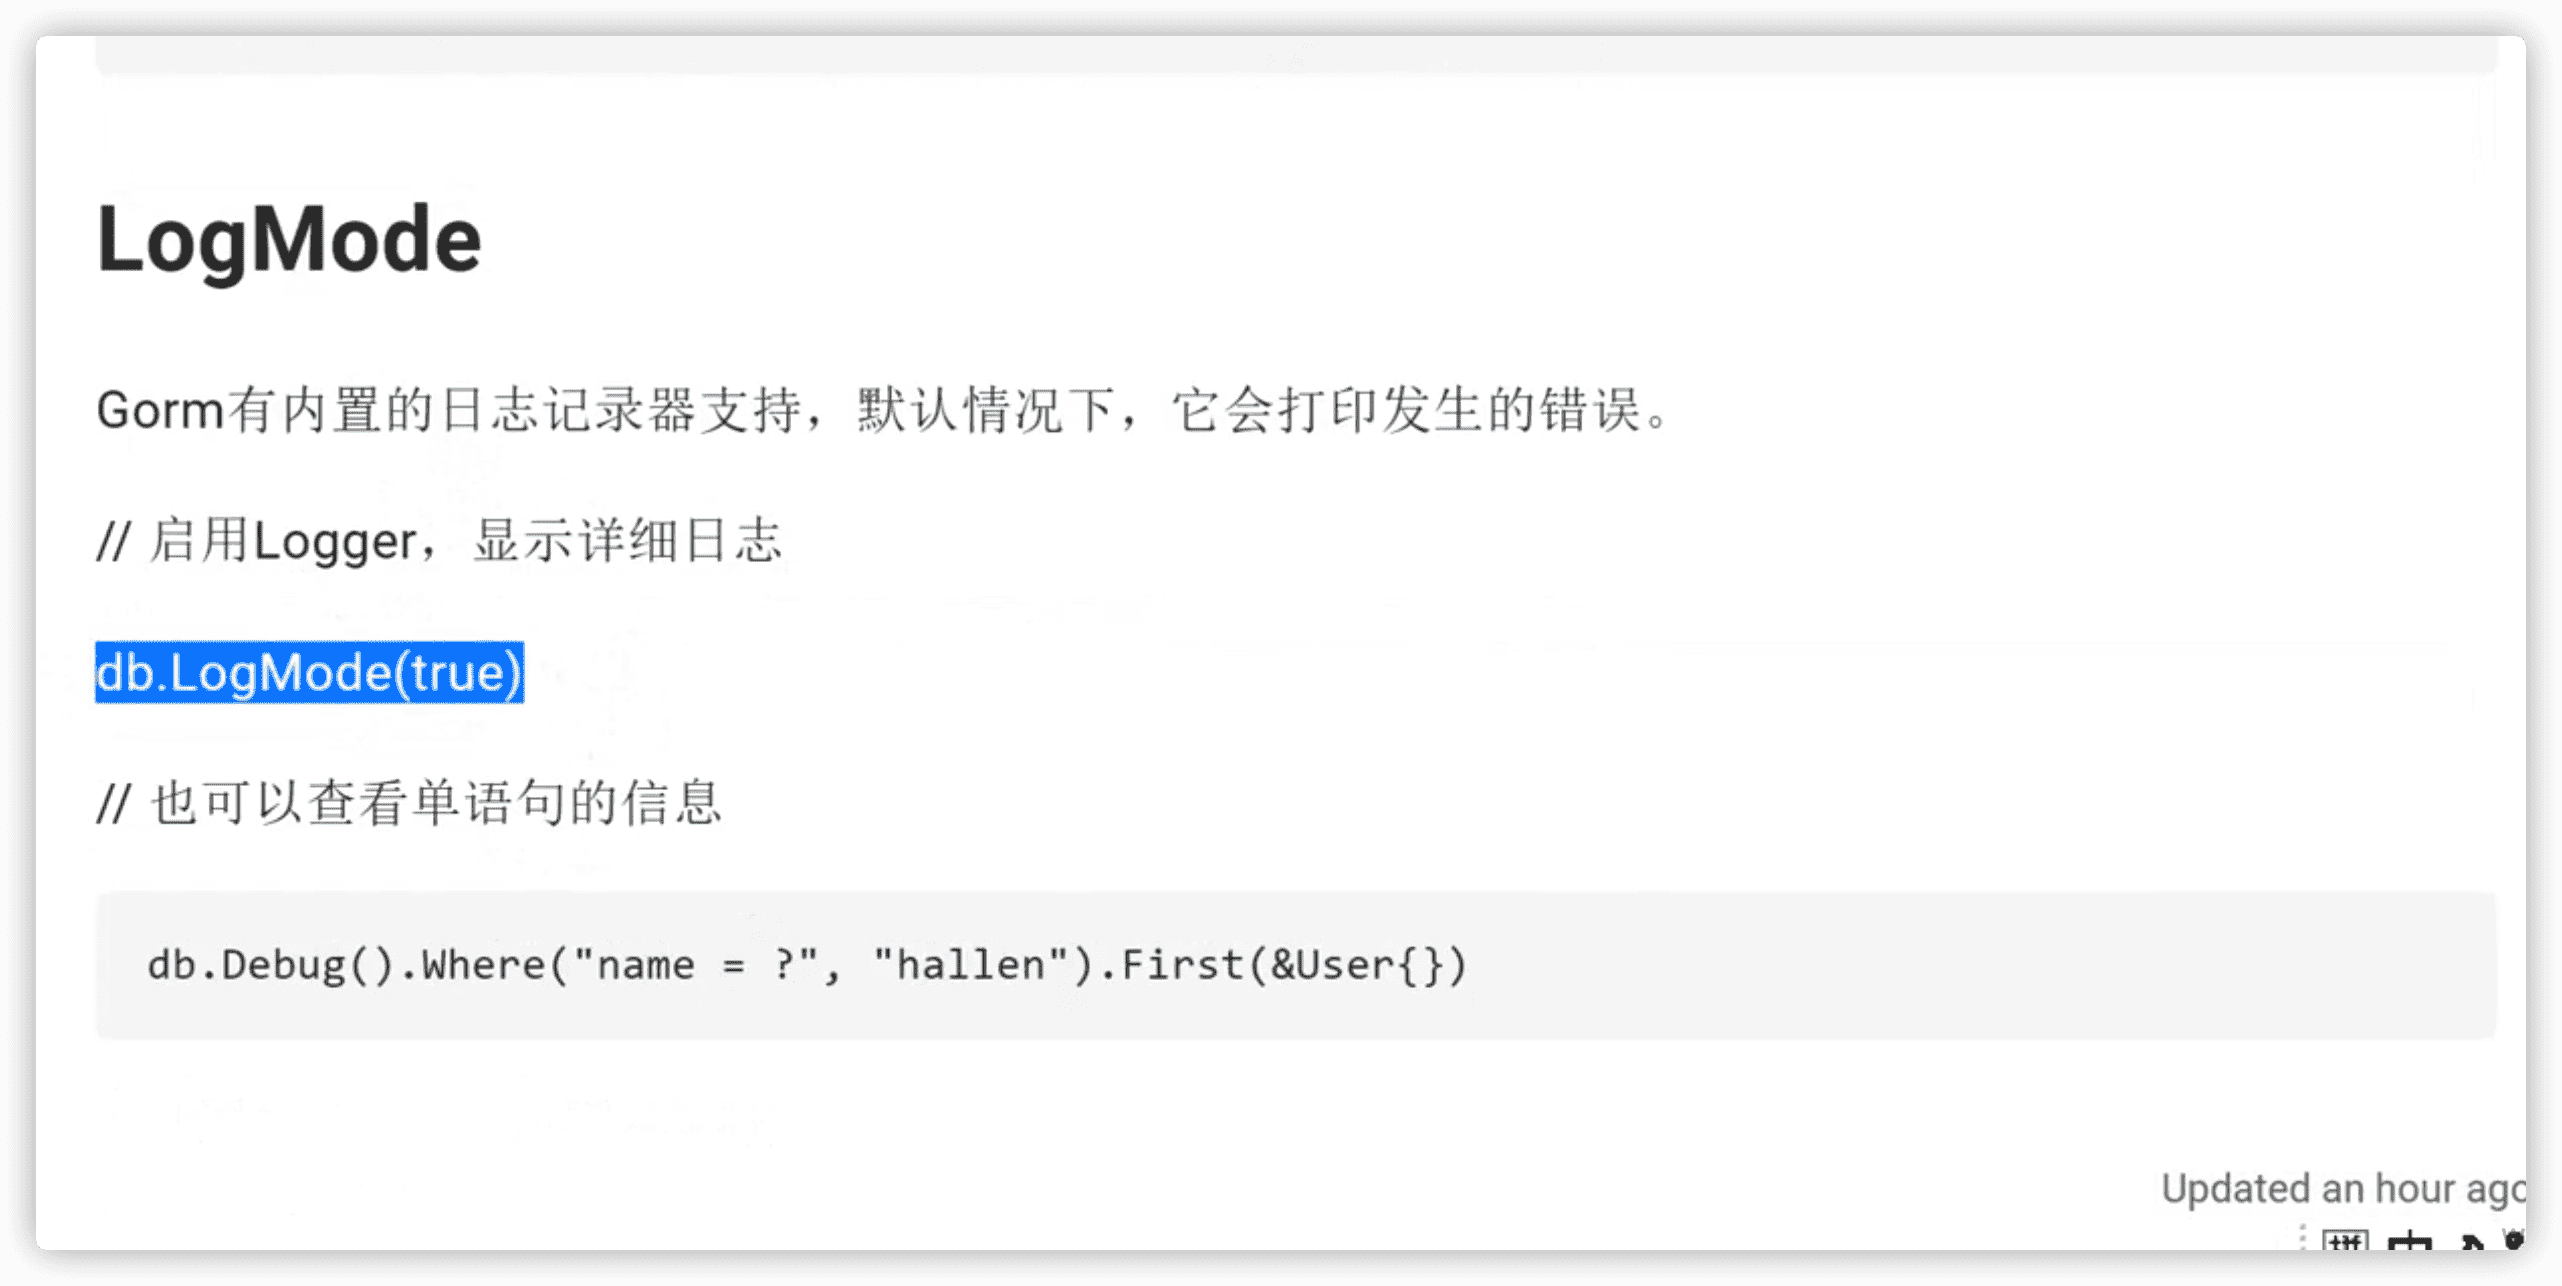 LogMode
Gorm有内置的日志记录器支持，默认情况下，它会打印发生的错误。
// 启用Logger，显示详细日志
db.LogMode(true)
// 也可以查看单语句的信息
db.Debug().Where("name = ?", "hallen").First(&User{})
Updated an hour ago